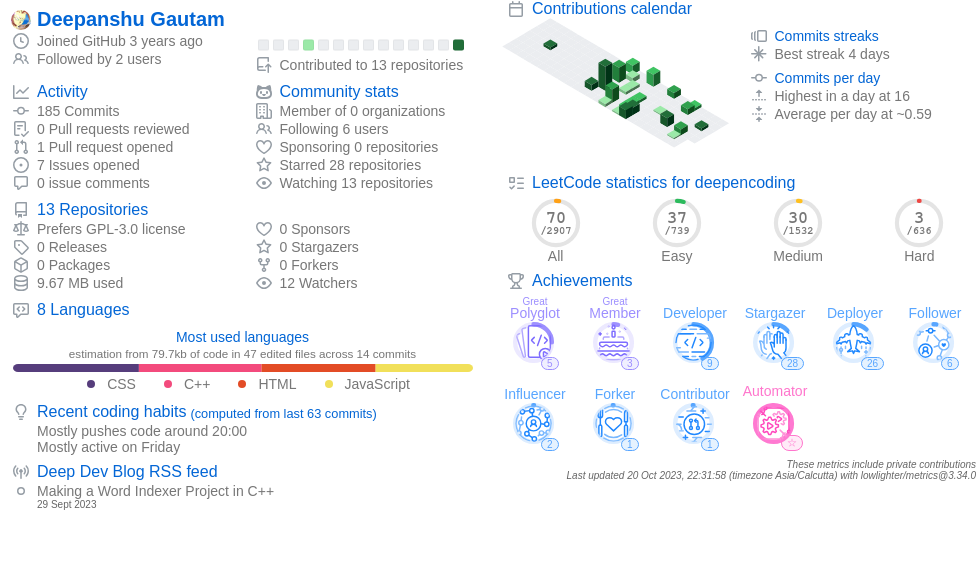 Deepanshu Gautam
Joined GitHub 3 years ago
Followed by 2 users
Contributed to 13 repositories
Activity
185 Commits
0 Pull requests reviewed
1 Pull request opened
7 Issues opened
0 issue comments
Community stats
Member of 0 organizations
Following 6 users
Sponsoring 0 repositories
Starred 28 repositories
Watching 13 repositories
13 Repositories
Prefers GPL-3.0 license
0 Releases
0 Packages
9.67 MB used
0 Sponsors
0 Stargazers
0 Forkers
12 Watchers
8 Languages
Most used languages
estimation from 79.7kb of code in 47 edited files across 14 commits
CSS C++ HTML JavaScript
Recent coding habits (computed from last 63 commits)
Mostly pushes code around 20:00
Mostly active on Friday
Deep Dev Blog RSS feed
Making a Word Indexer Project in C++
29 Sept 2023
Contributions calendar
Commits streaks
Best streak 4 days
Commits per day
Highest in a day at 16
Average per day at ~0.59
LeetCode statistics for deepencoding
70
/2907
All
37
/739
Easy
30
/1532
Medium
3
/636
Hard
Achievements
Great
Polyglot
5
Great
Member
3
Developer
9
Stargazer
28
Deployer
26
Follower
6
Influencer
2
Forker
1
Contributor
1
Automator
These metrics include private contributions
Last updated 20 Oct 2023, 22:31:58 (timezone Asia/Calcutta) with lowlighter/metrics@3.34.0